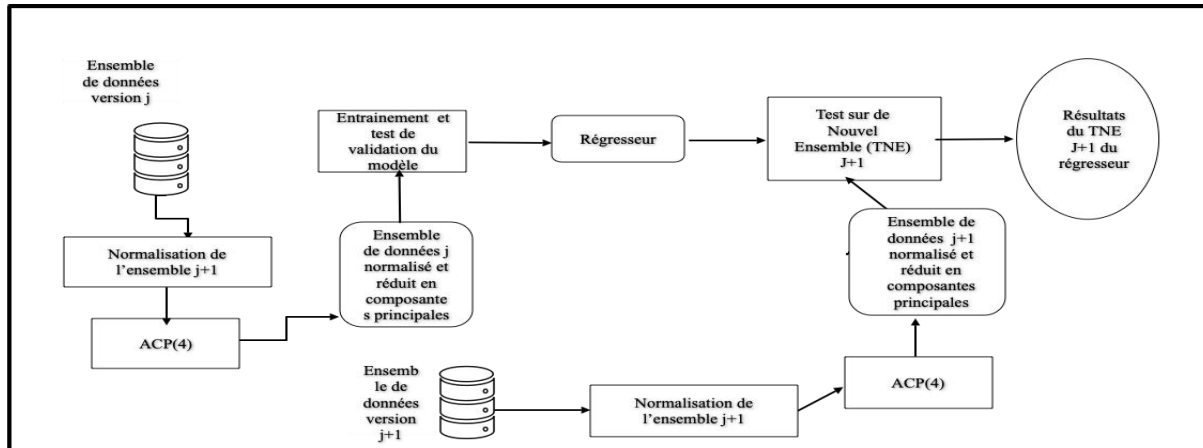 Ensemble
de données
version j
Normalisation de
l’ensemble j+1
ACP(4)
Entrainement et
test de
validation du
modèle
Ensemble
de données j
normalisé et
réduit en
composante
s principales
Régresseur
Test sur de
Nouvel
Ensemble (TNE)
J+1
Résultats
du TNE
J+1 du
régresseur
Ensemble de
données j+1
normalisé et
réduit en
composantes
principales
Ensemb
le de
données
version
j+1
Normalisation de
l’ensemble j+1
ACP(4)